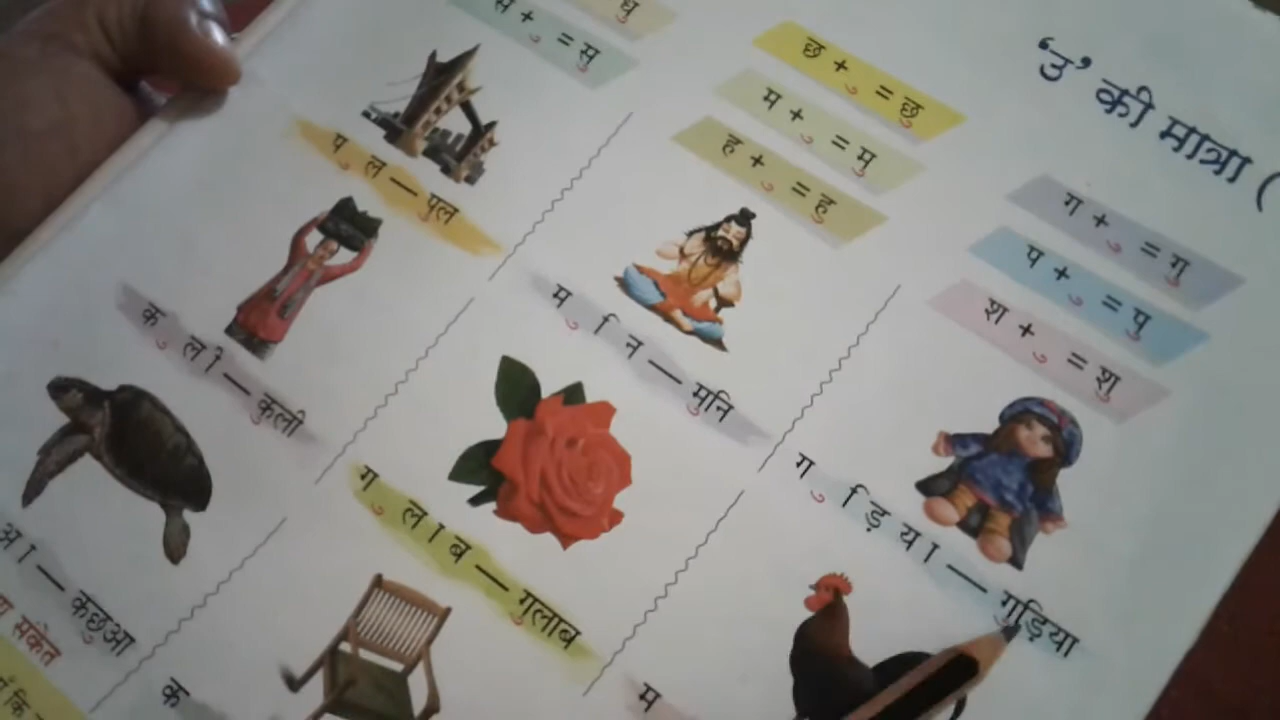 ‘उ’ की मात्रा (
ग + ु = गु
प + ु = पु
श + ु = शु
छ + ु = छु
म + ु = मु
ह + ु = हु
घु
स + ु = सु
ग ु ि ड़ य ा — गुड़िया
म ु ि न — मुनि
प ु ल — पुल
म
ग ु ल ा ब — गुलाब
क ु ल ी — कुली
क
आ ा — कछुआ
संकेत
कि